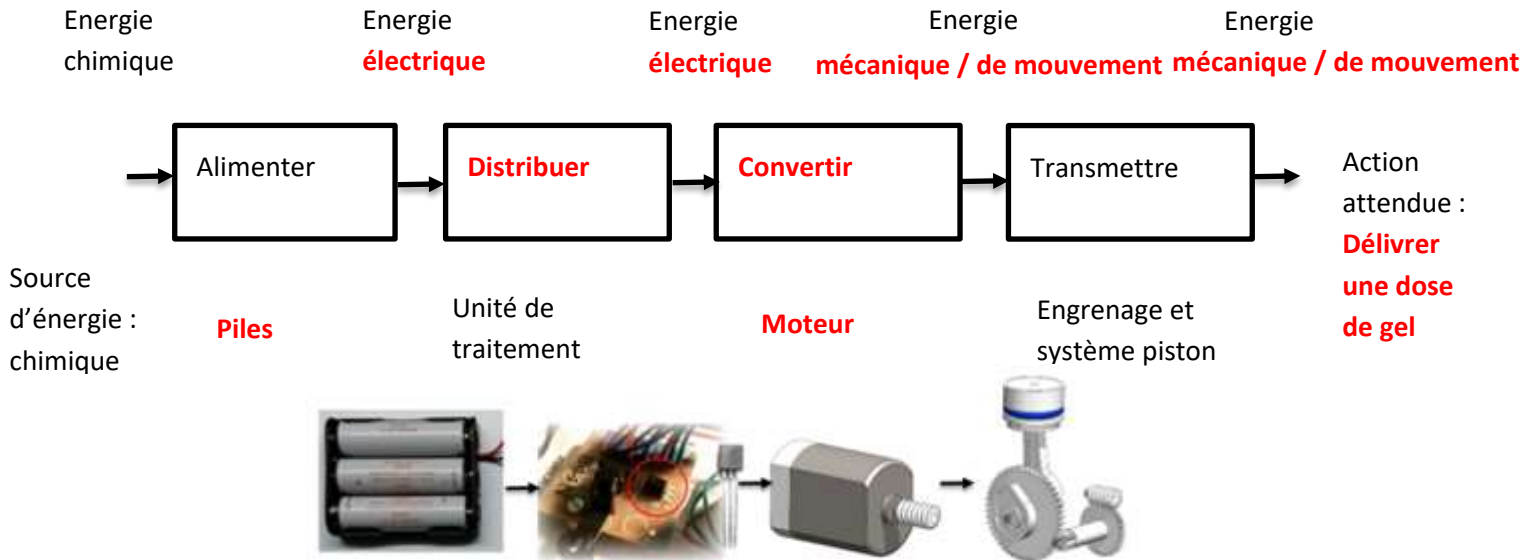 Energie
chimique
Energie
électrique
Energie
électrique
Energie
mécanique / de mouvement
Energie
mécanique / de mouvement
Alimenter
Distribuer
Convertir
Transmettre
Action
attendue :
Délivrer
une dose
de gel
Source
d’énergie :
chimique
Piles
Unité de
traitement
Moteur
Engrenage et
système piston